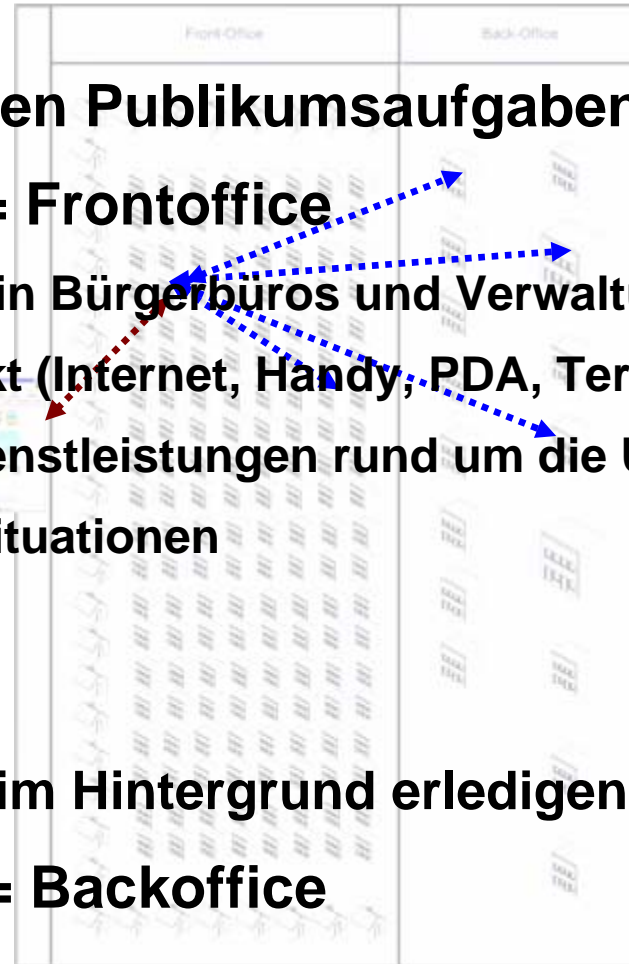 Front-Office Back-Office
en Publikumsaufgaben
= Frontoffice
in Bürgerbüros und Verwaltu
kt (Internet, Handy, PDA, Ter
enstleistungen rund um die U
ituationen
im Hintergrund erledigen
= Backoffice